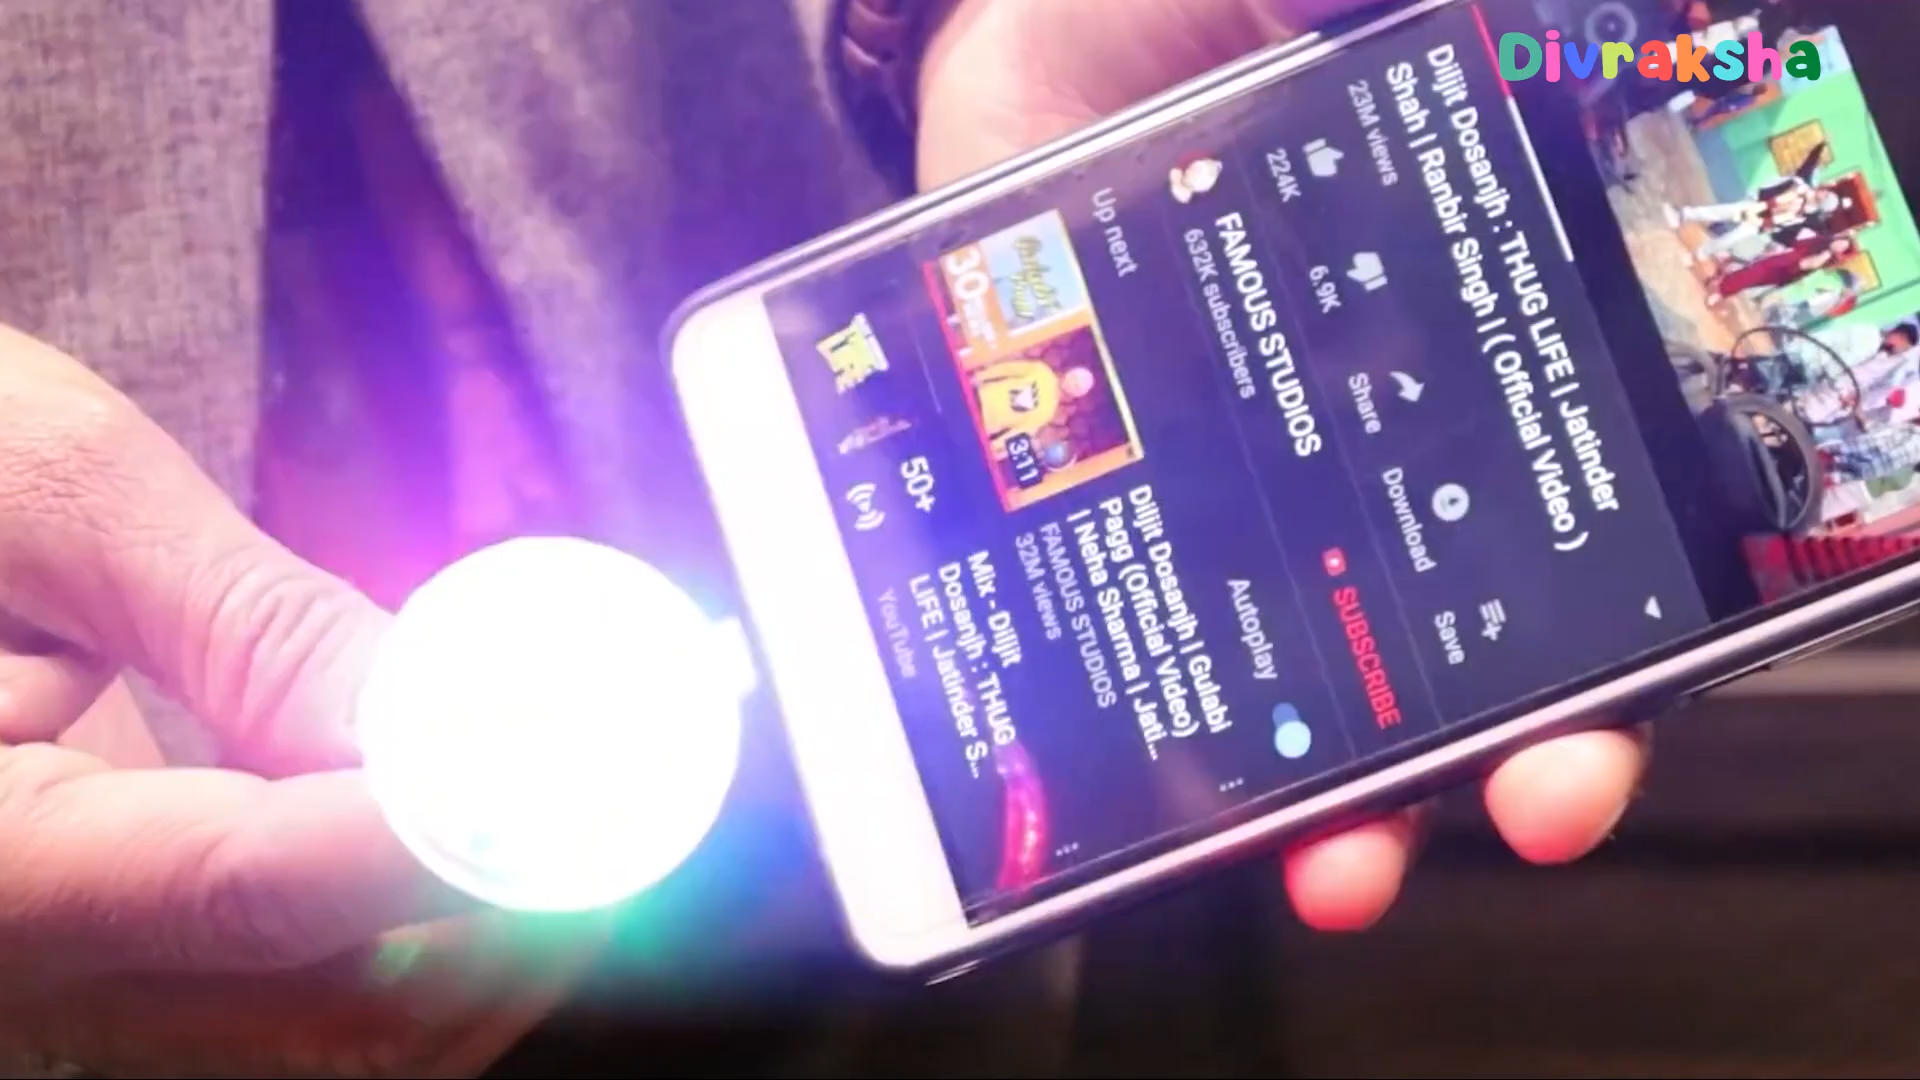 Divraksha
Diljit Dosanjh : THUG LIFE | Jatinder
Shah | Ranbir Singh | ( Official Video )
23M views
224K
6.9K
Share
Download
Save
FAMOUS STUDIOS
632K subscribers
SUBSCRIBE
Up next
Autoplay
30
3:11
Diljit Dosanjh | Gulabi
Pagg (Official Video)
| Neha Sharma | Jati...
FAMOUS STUDIOS
32M views
LIFE
50+
Mix - Diljit
Dosanjh : THUG
LIFE | Jatinder S...
YouTube